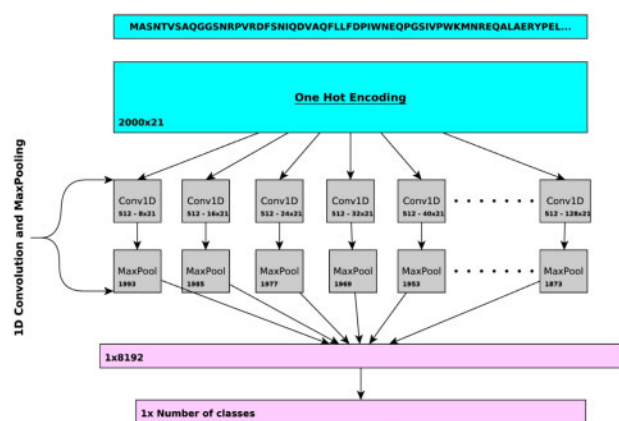 MASNTVSAQGGSNRPVRDFSNIQDVAQFLLFDPIWNEQPGSIVPWKMNREQALAERYPEL...
One Hot Encoding
2000x21
1D Convolution and MaxPooling
Conv1D
512 - 8x21
Conv1D
512 - 16x21
Conv1D
512 - 24x21
Conv1D
512 - 32x21
Conv1D
512 - 40x21
Conv1D
512 - 128x21
MaxPool
1993
MaxPool
1985
MaxPool
1977
MaxPool
1969
MaxPool
1953
MaxPool
1873
1x8192
1x Number of classes